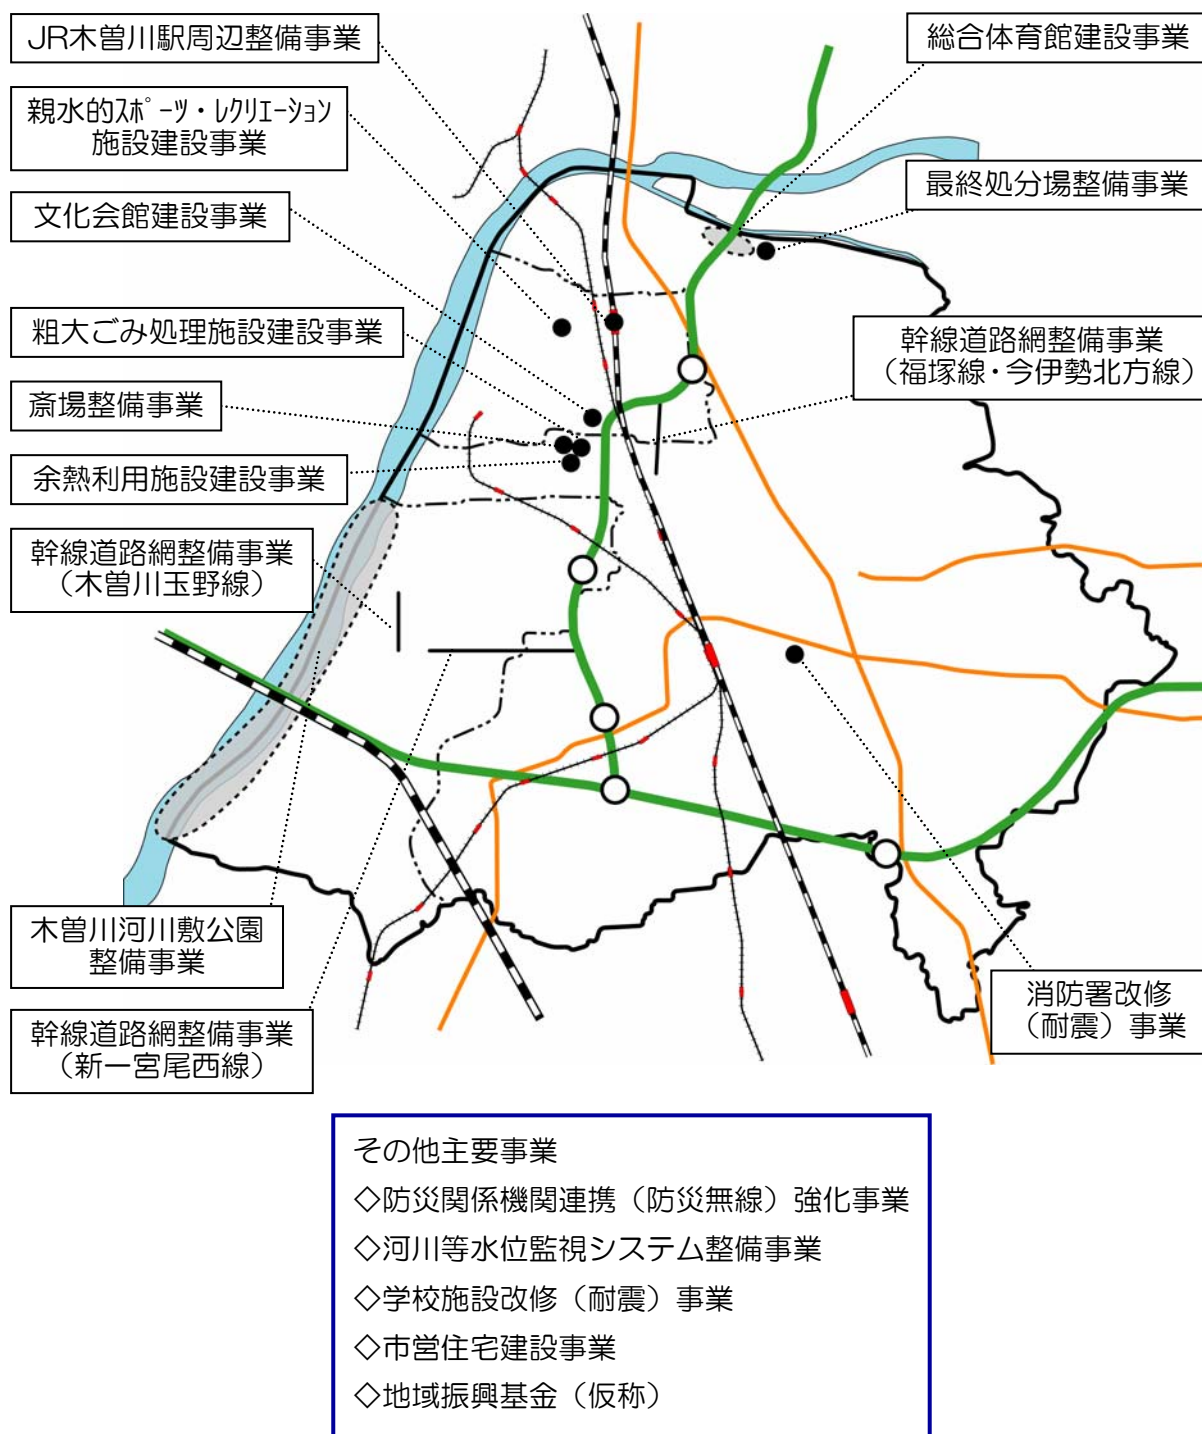 JR木曽川駅周辺整備事業
親水的ｽﾎﾟｰﾂ・ﾚｸﾘｴｰｼｮﾝ
施設建設事業
文化会館建設事業
粗大ごみ処理施設建設事業
斎場整備事業
余熱利用施設建設事業
幹線道路網整備事業
（木曽川玉野線）
木曽川河川敷公園
整備事業
幹線道路網整備事業
（新一宮尾西線）
総合体育館建設事業
最終処分場整備事業
幹線道路網整備事業
（福塚線・今伊勢北方線）
消防署改修
（耐震）事業
その他主要事業
◇防災関係機関連携（防災無線）強化事業
◇河川等水位監視システム整備事業
◇学校施設改修（耐震）事業
◇市営住宅建設事業
◇地域振興基金（仮称）